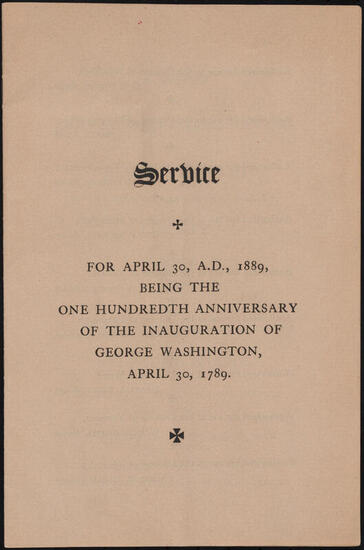 Service
FOR APRIL 30, A.D., 1889,
BEING THE
ONE HUNDREDTH ANNIVERSARY
OF THE INAUGURATION OF
GEORGE WASHINGTON,
APRIL 30, 1789.